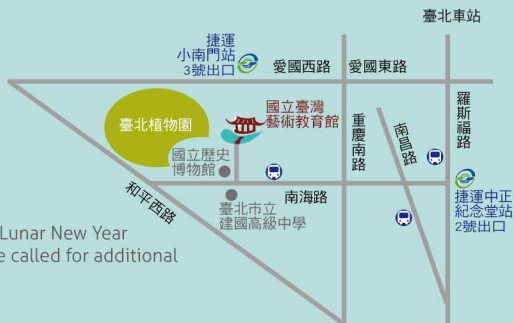 臺北車站
捷運
小南門站
3號出口
愛國西路
愛國東路
國立臺灣
藝術教育館
臺北植物園
國立歷史
博物館
重慶南路
南昌路
羅斯福路
和平西路
南海路
捷運中正
紀念堂站
2號出口
臺北市立
建國高級中學
Lunar New Year
e called for additional